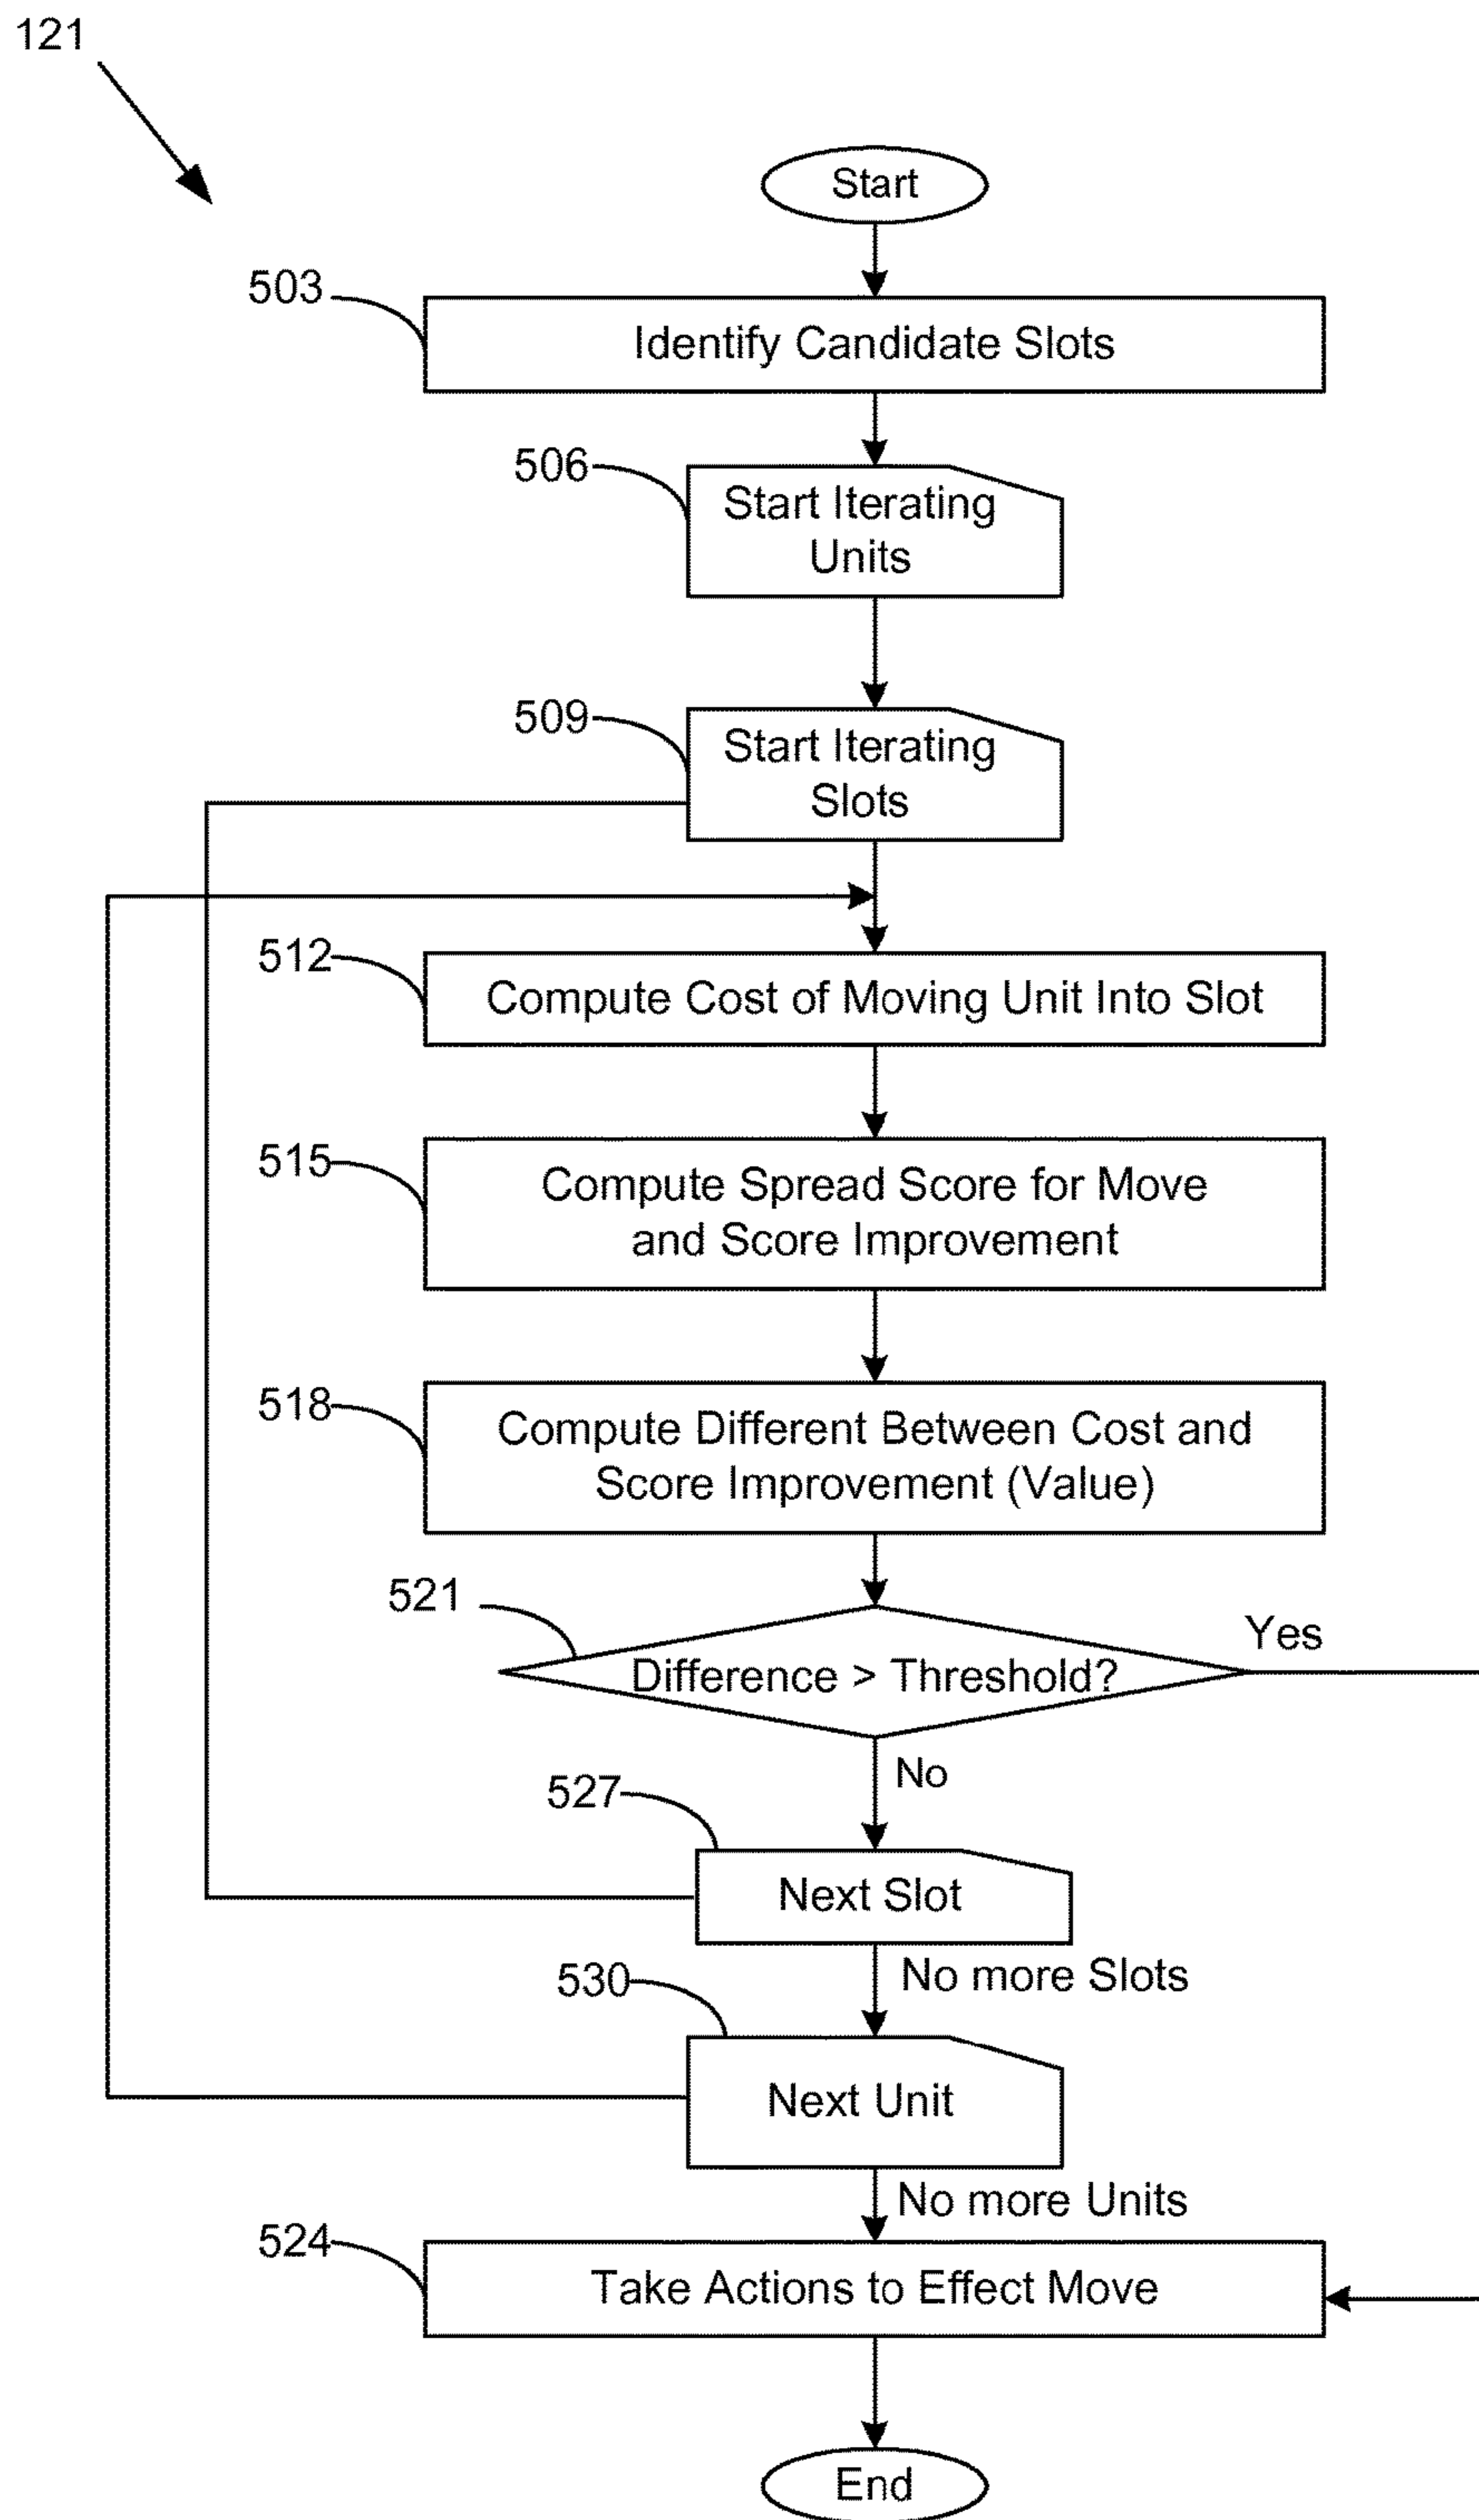 121
Start
503
Identify Candidate Slots
506
Start Iterating
Units
509
Start Iterating
Slots
512
Compute Cost of Moving Unit Into Slot
515
Compute Spread Score for Move
and Score Improvement
518
Compute Different Between Cost and
Score Improvement (Value)
521
Yes
Difference > Threshold?
No
527
Next Slot
No more Slots
530
Next Unit
No more Units
524
Take Actions to Effect Move
End